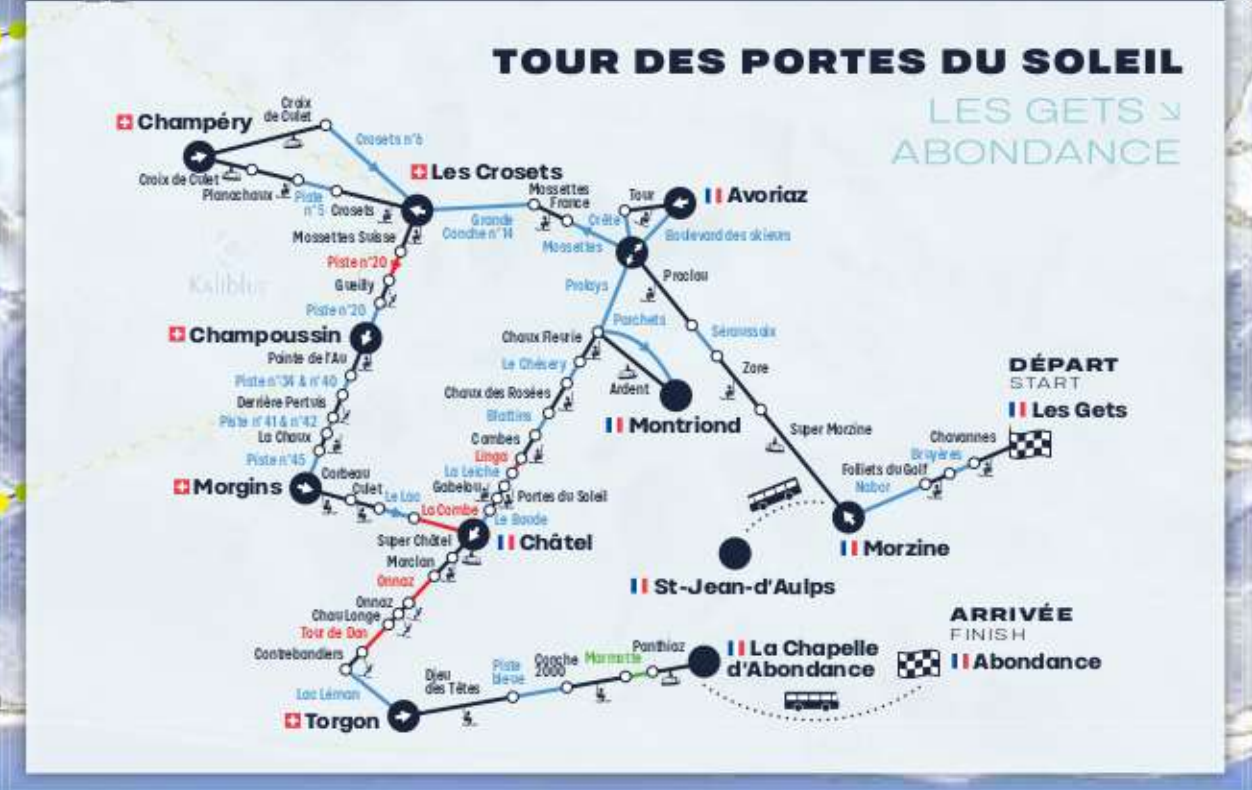 TOUR DES PORTES DU SOLEIL
LES GETS ↘
ABONDANCE
Champéry
Croix
de Culet
Crosets n°6
Croix de Culet
Planachaux
Piste
n°5
Crosets
Les Crosets
Mossettes
France
Grande
Conche n°14
Crête
Mossettes
Tour
Avoriaz
Boulevard des skieurs
Mossettes Suisse
Piste n°20
Gueilly
Piste n°20
Kaliblue
Champoussin
Pointe de l'Au
Piste n°34 & n°40
Derrière Pertuis
Piste n°41 & n°42
La Chaux
Piste n°45
Morgins
Corbeau
Culet
Le Lac
La Combe
Prolays
Proclou
Parchets
Séraussaix
Chaux Fleurie
Le Chésery
Ardent
Zore
Chaux des Rosées
Blattins
Montriond
Super Morzine
Combes
Linga
La Leiche
Gabelou
Portes du Soleil
Le Boude
DÉPART
START
Les Gets
Chavannes
Bruyères
Folliets du Golf
Nabor
Morzine
St-Jean-d'Aulps
Super Châtel
Châtel
Morclan
Onnaz
Onnaz
Chau Longe
Tour de Don
Contrebandiers
Lac Léman
Torgon
Djeu
des Têtes
Piste
bleue
Conche
2000
Marmotte
Panthiaz
La Chapelle
d'Abondance
ARRIVÉE
FINISH
Abondance